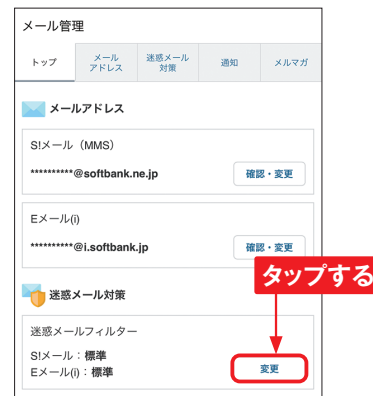 メール管理
トップ
メール
アドレス
迷惑メール
対策
通知
メルマガ
メールアドレス
S!メール（MMS）
**********@softbank.ne.jp
確認・変更
Eメール(i)
**********@i.softbank.jp
確認・変更
タップする
迷惑メール対策
迷惑メールフィルター
S!メール：標準
Eメール(i)：標準
変更